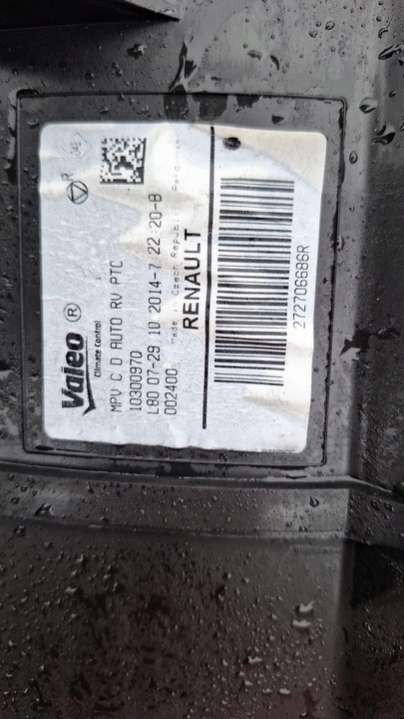 Valeo ®
Climate Control
MPV C D AUTO RV PTC
10300970
L80 07-29 10 2014-7 22:20-8
002400
Made in Czech Republic
RENAULT
272706686R